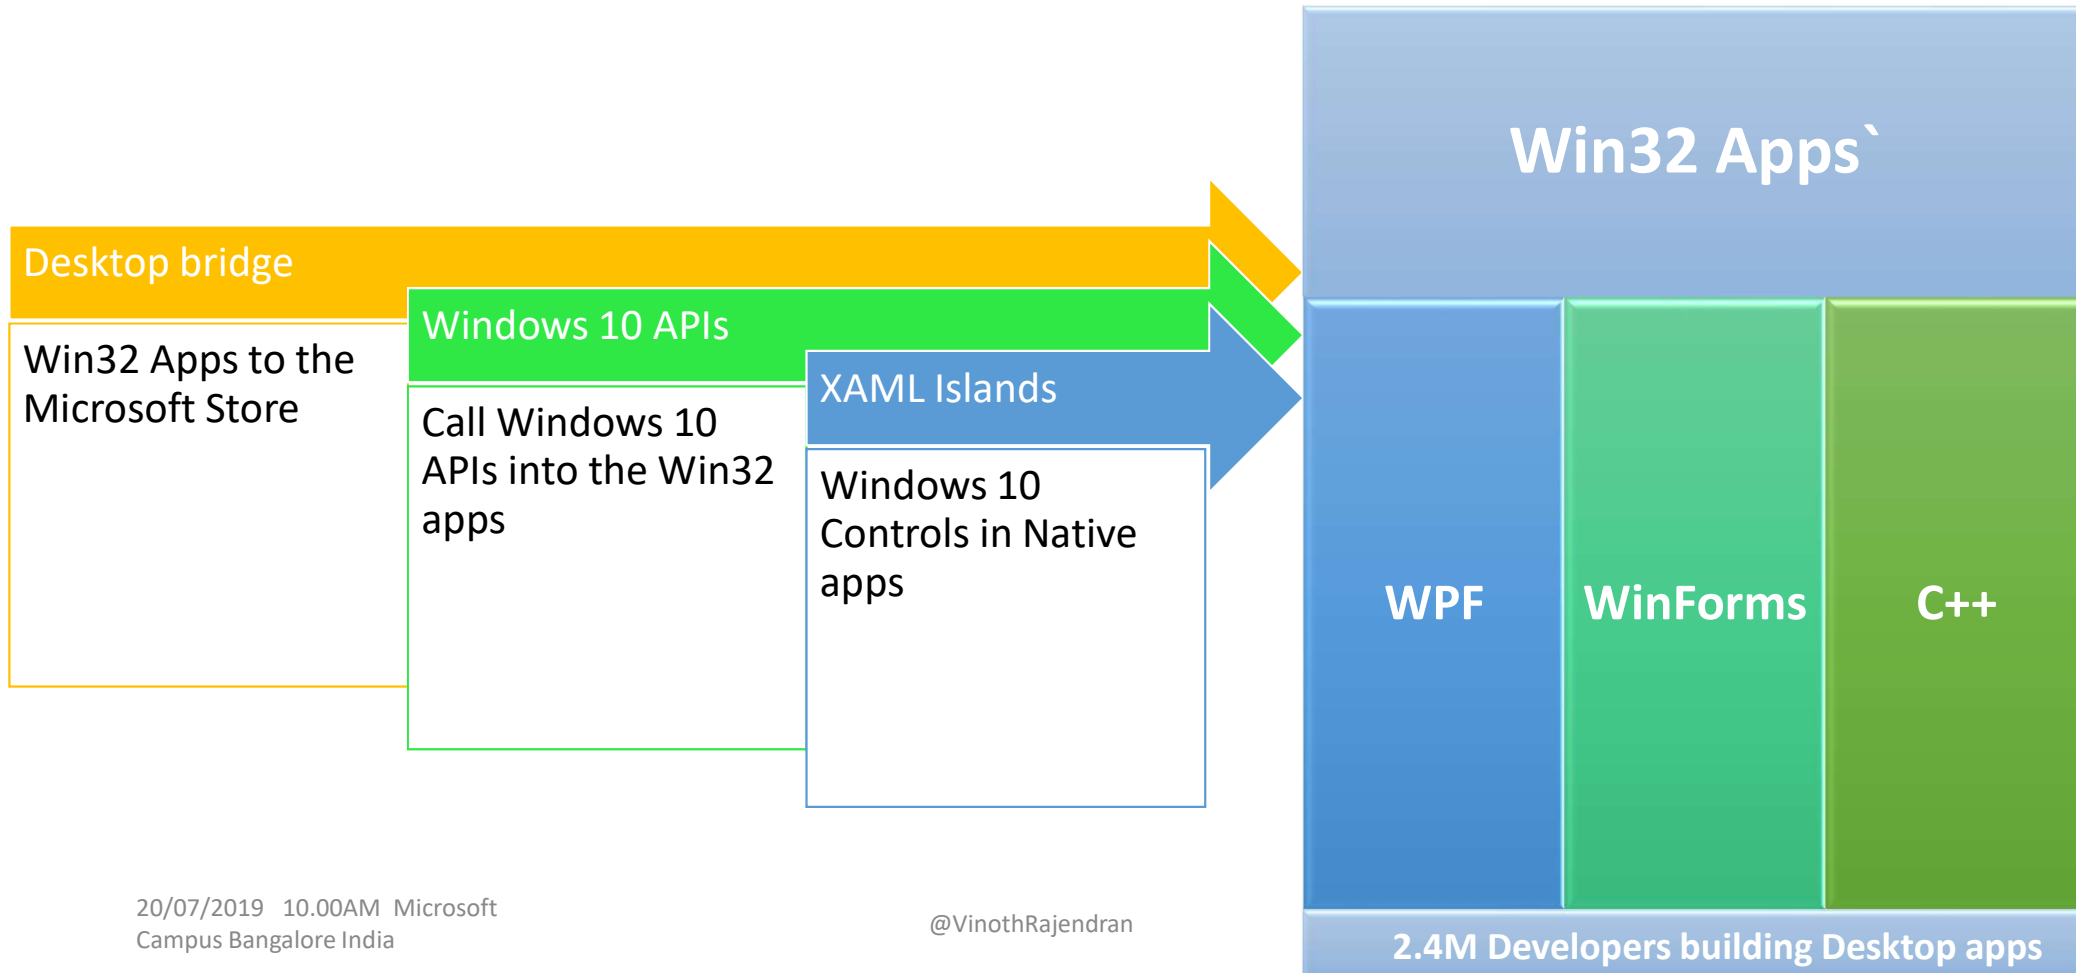 Desktop bridge
Win32 Apps to the
Microsoft Store
Windows 10 APIs
Call Windows 10
APIs into the Win32
apps
XAML Islands
Windows 10
Controls in Native
apps
Win32 Apps`
WPF
WinForms
C++
2.4M Developers building Desktop apps
20/07/2019 10.00AM Microsoft
Campus Bangalore India
@VinothRajendran